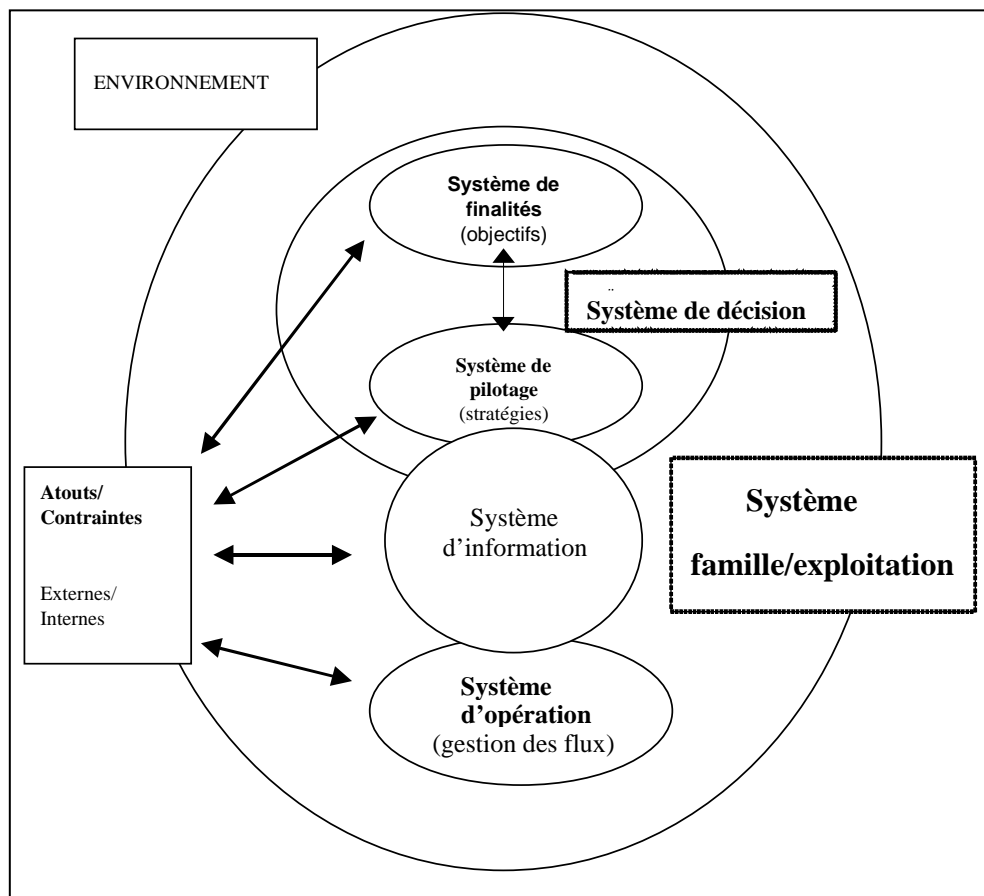 ENVIRONNEMENT
Système de
finalités
(objectifs)
Système de décision
Système de
pilotage
(stratégies)
Atouts/
Contraintes
Externes/
Internes
Système
d’information
Système
famille/exploitation
Système
d’opération
(gestion des flux)